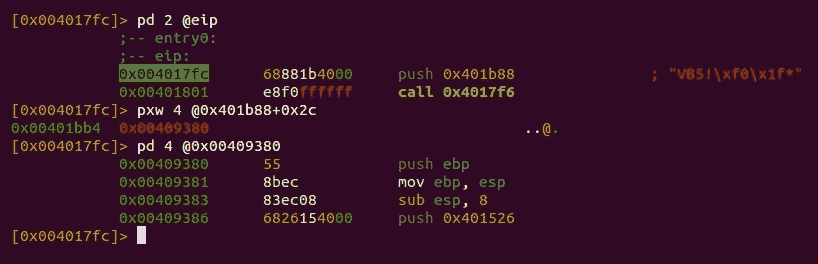 [0x004017fc]> pd 2 @eip
;-- entry0:
;-- eip:
0x004017fc 68881b4000 push 0x401b88 ; "VB5!\xf0\x1f*"
0x00401801 e8f0ffffff call 0x4017f6
[0x004017fc]> pxw 4 @0x401b88+0x2c
0x00401bb4 0x00409380 ..@.
[0x004017fc]> pd 4 @0x00409380
0x00409380 55 push ebp
0x00409381 8bec mov ebp, esp
0x00409383 83ec08 sub esp, 8
0x00409386 6826154000 push 0x401526
[0x004017fc]>